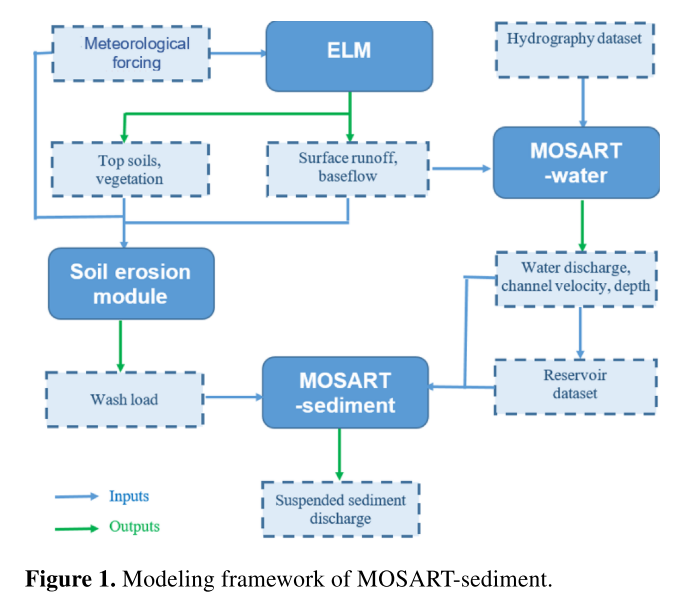 Meteorological
forcing
ELM
Hydrography dataset
Top soils,
vegetation
Surface runoff,
baseflow
MOSART
-water
Soil erosion
module
Water discharge,
channel velocity, depth
Wash load
MOSART
-sediment
Reservoir
dataset
Suspended sediment
discharge
Inputs
Outputs
Figure 1. Modeling framework of MOSART-sediment.